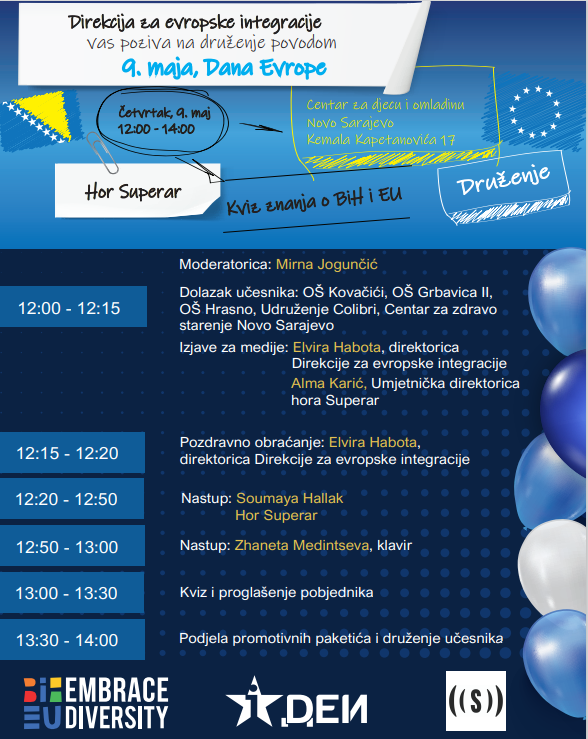 Direkcija za evropske integracije
vas poziva na druženje povodom
9. maja, Dana Evrope
Četvrtak, 9. maj
12:00 - 14:00
Centar za djecu i omladinu
Novo Sarajevo
Kemala Kapetanovića 17
Hor Superar
Kviz znanja o BiH i EU
Druženje
Moderatorica: Mirna Jogunčić
12:00 - 12:15
Dolazak učesnika: OŠ Kovačići, OŠ Grbavica II,
OŠ Hrasno, Udruženje Colibri, Centar za zdravo
starenje Novo Sarajevo
Izjave za medije: Elvira Habota, direktorica
Direkcije za evropske integracije
Alma Karić, Umjetnička direktorica
hora Superar
12:15 - 12:20
Pozdravno obraćanje: Elvira Habota,
direktorica Direkcije za evropske integracije
12:20 - 12:50
Nastup: Soumaya Hallak
Hor Superar
12:50 - 13:00
Nastup: Zhaneta Medintseva, klavir
13:00 - 13:30
Kviz i proglašenje pobjednika
13:30 - 14:00
Podjela promotivnih paketića i druženje učesnika
BiH EMBRACE
EU DIVERSITY
ДЕИ
((S))